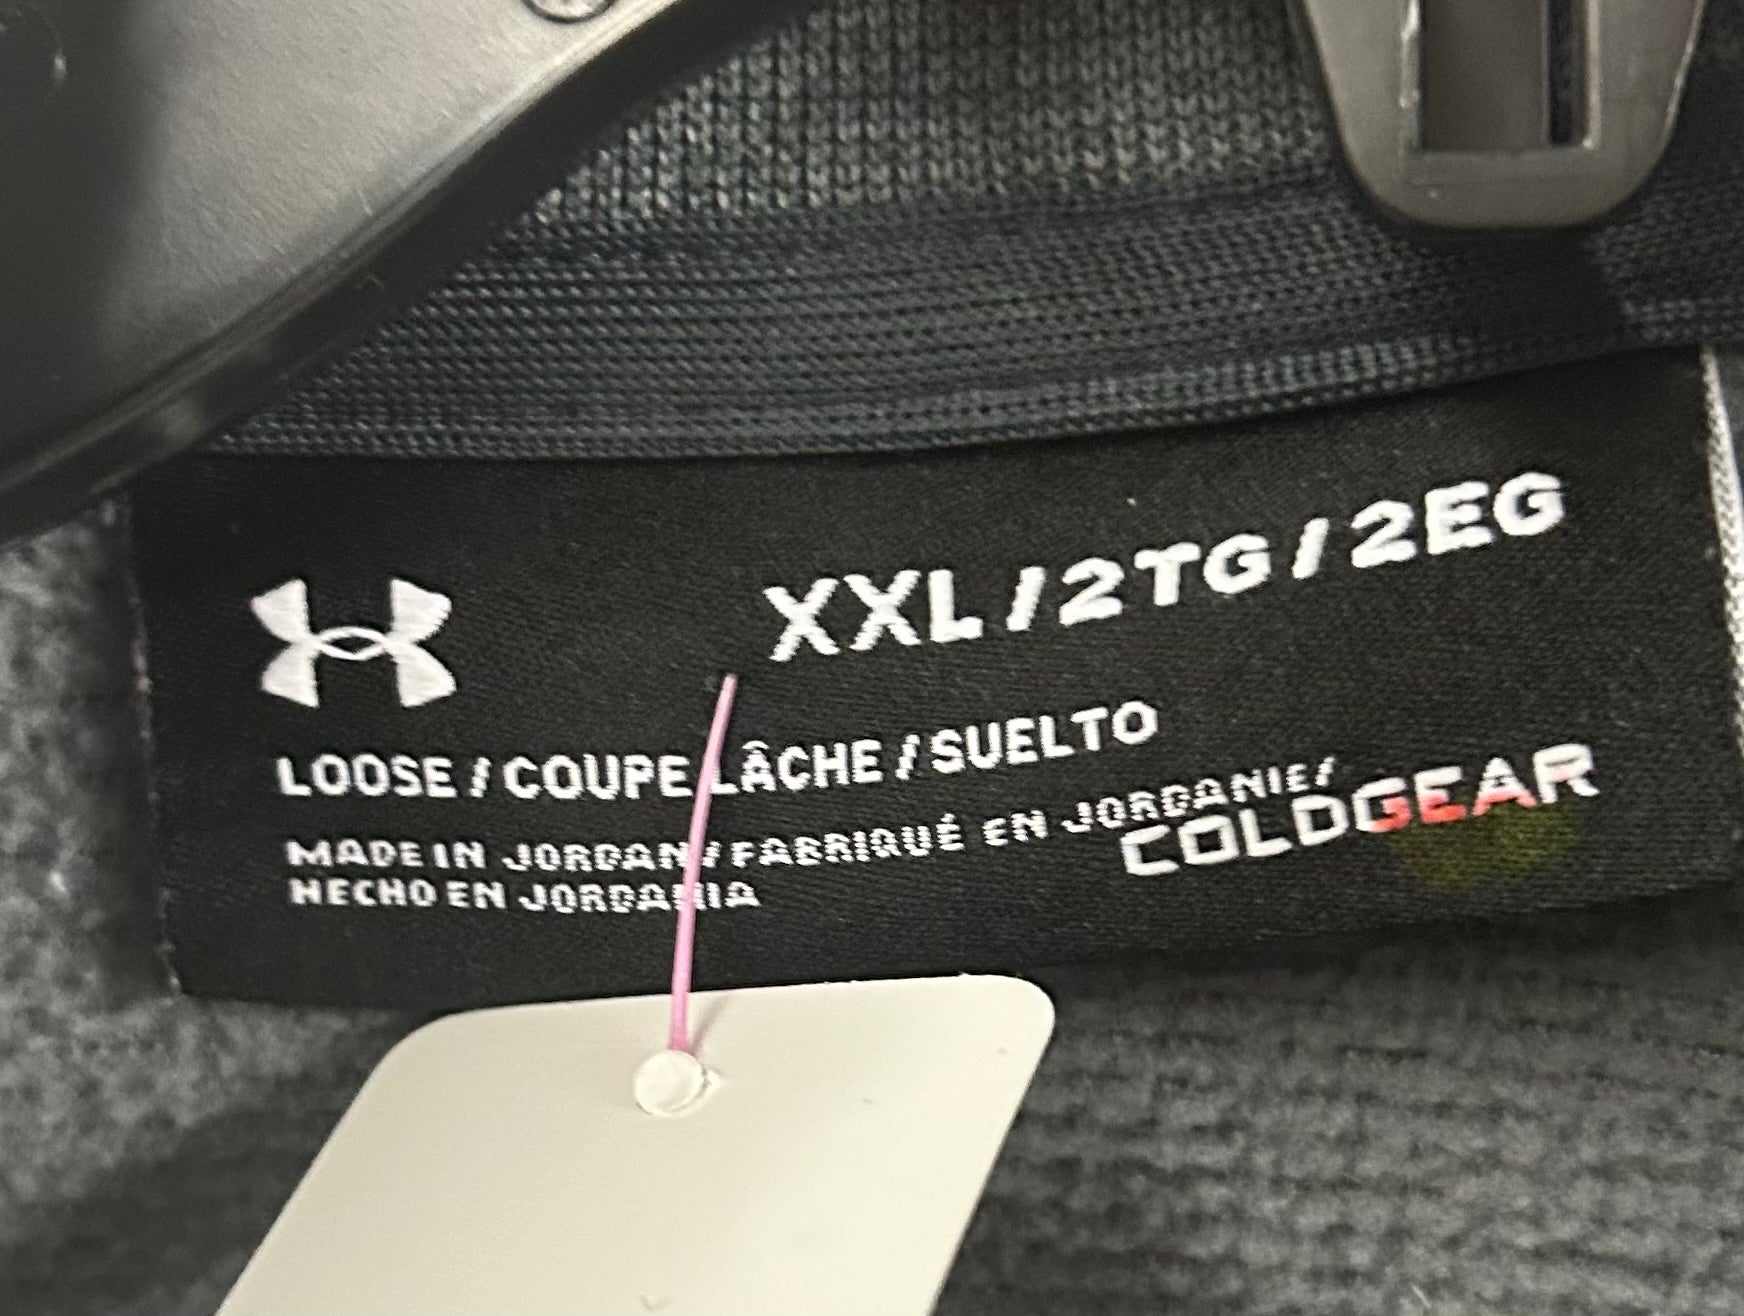 XXL / 2TG / 2EG
LOOSE / COUPE LÂCHE / SUELTO
MADE IN JORDAN / FABRIQUÉ EN JORDANIE /
HECHO EN JORDANIA
COLDGEAR